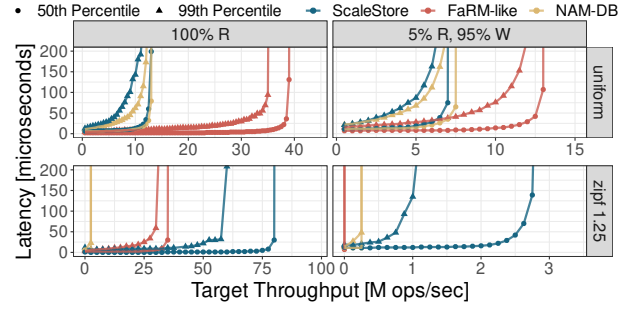 50th Percentile 99th Percentile ScaleStore FaRM-like NAM-DB
100% R 5% R, 95% W
Latency [microseconds]
200
150
100
50
0
uniform
0 10 20 30 40
5 10 15
200
150
100
50
0
zipf 1.25
0 25 50 75 100
0 1 2 3
Target Throughput [M ops/sec]